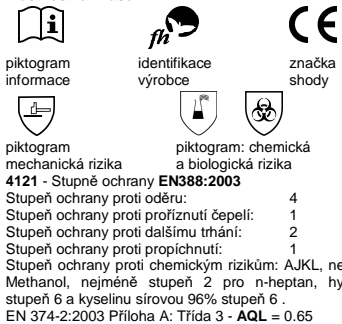 fh
piktogram identifikace značka
informace výrobce shody
piktogram piktogram: chemická
mechanická rizika a biologická rizika
4121 - Stupně ochrany EN388:2003
Stupeň ochrany proti oděru: 4
Stupeň ochrany proti proříznutí čepelí: 1
Stupeň ochrany proti dalšímu trhání: 2
Stupeň ochrany proti propíchnutí: 1
Stupeň ochrany proti chemickým rizikům: AJKL, ne
Methanol, nejméně stupeň 2 pro n-heptan, hy
stupeň 6 a kyselinu sírovou 96% stupeň 6 .
EN 374-2:2003 Příloha A: Třída 3 - AQL = 0.65